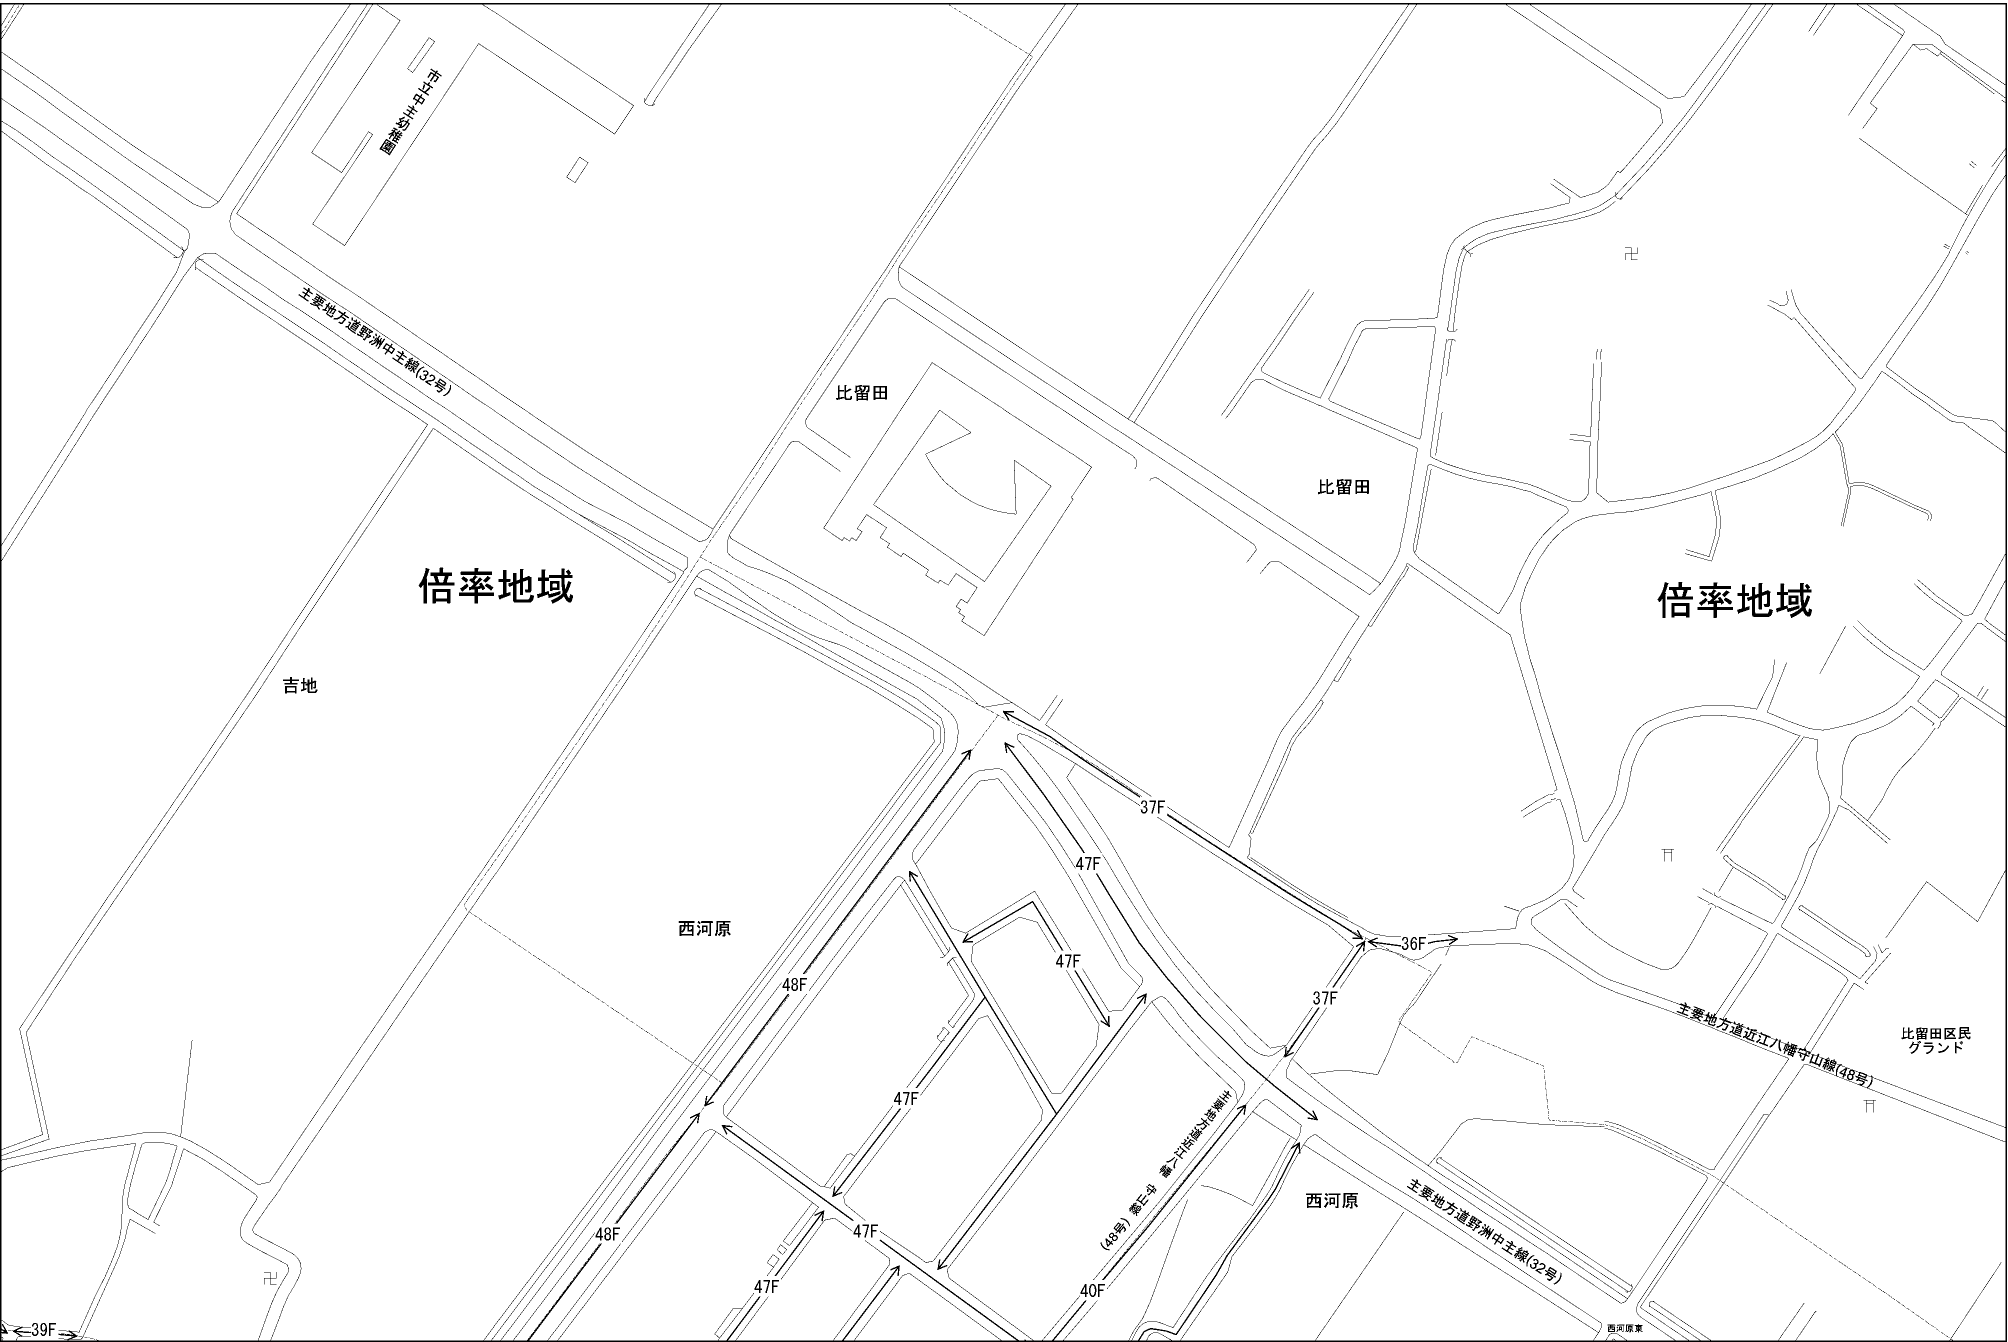 市立中主幼稚園
主要地方道野洲中主線(32号)
比留田
比留田
倍率地域
倍率地域
吉地
37F
47F
西河原
36F
47F
48F
37F
主要地方道近江八幡守山線(48号)
比留田区民
グランド
47F
主要地方道近江八幡 守山線 (48号)
西河原
主要地方道野洲中主線(32号)
48F
47F
47F
40F
39F
西河原東